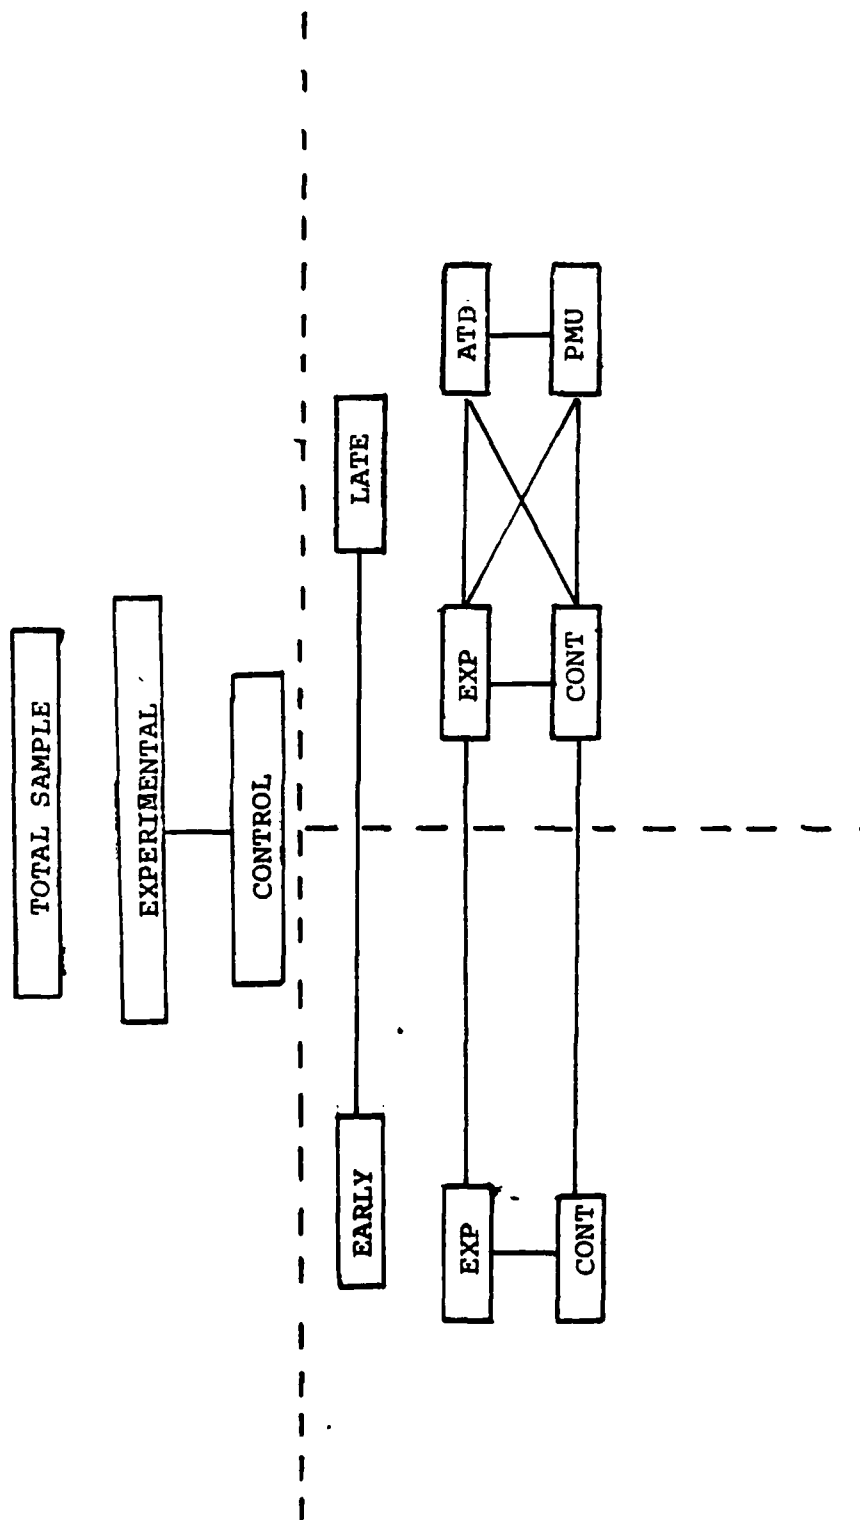 TOTAL SAMPLE
EXPERIMENTAL
CONTROL
EARLY
LATE
EXP
EXP
ATD
CONT
CONT
PMU